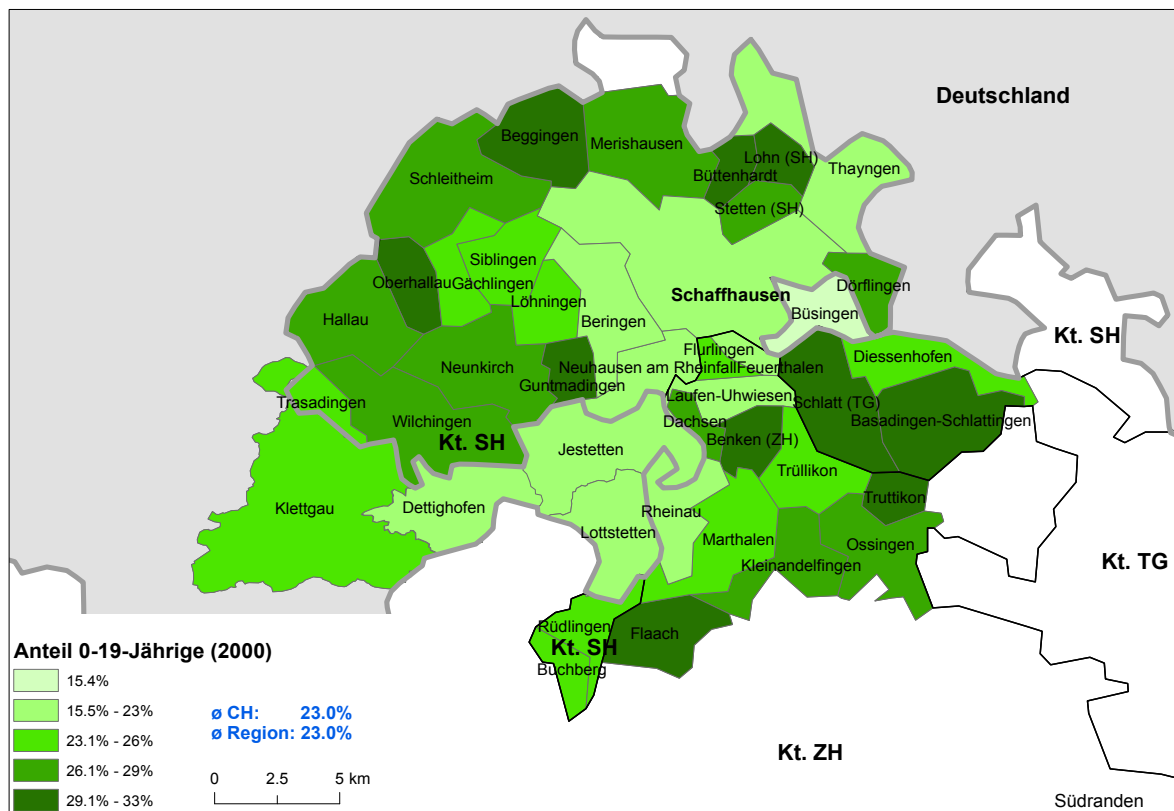 Deutschland
Beggingen
Merishausen
Lohn (SH)
Büttenhardt
Thayngen
Schleitheim
Stetten (SH)
Siblingen
Oberhallau
Gächlingen
Dörflingen
Löhningen
Schaffhausen
Büsingen
Hallau
Beringen
Kt. SH
Flurlingen
Diessenhofen
Neunkirch
Neuhausen am Rheinfall
Feuerthalen
Guntmadingen
Laufen-Uhwiesen
Schlatt (TG)
Trasadingen
Wilchingen
Dachsen
Basadingen-Schlattingen
Kt. SH
Benken (ZH)
Jestetten
Trüllikon
Klettgau
Dettighofen
Truttikon
Rheinau
Lottstetten
Marthalen
Ossingen
Kt. TG
Kleinandelfingen
Rüdlingen
Flaach
Kt. SH
Buchberg
Kt. ZH
Anteil 0-19-Jährige (2000)
15.4%
15.5% - 23%
23.1% - 26%
26.1% - 29%
29.1% - 33%
ø CH: 23.0%
ø Region: 23.0%
0 2.5 5 km
Südranden